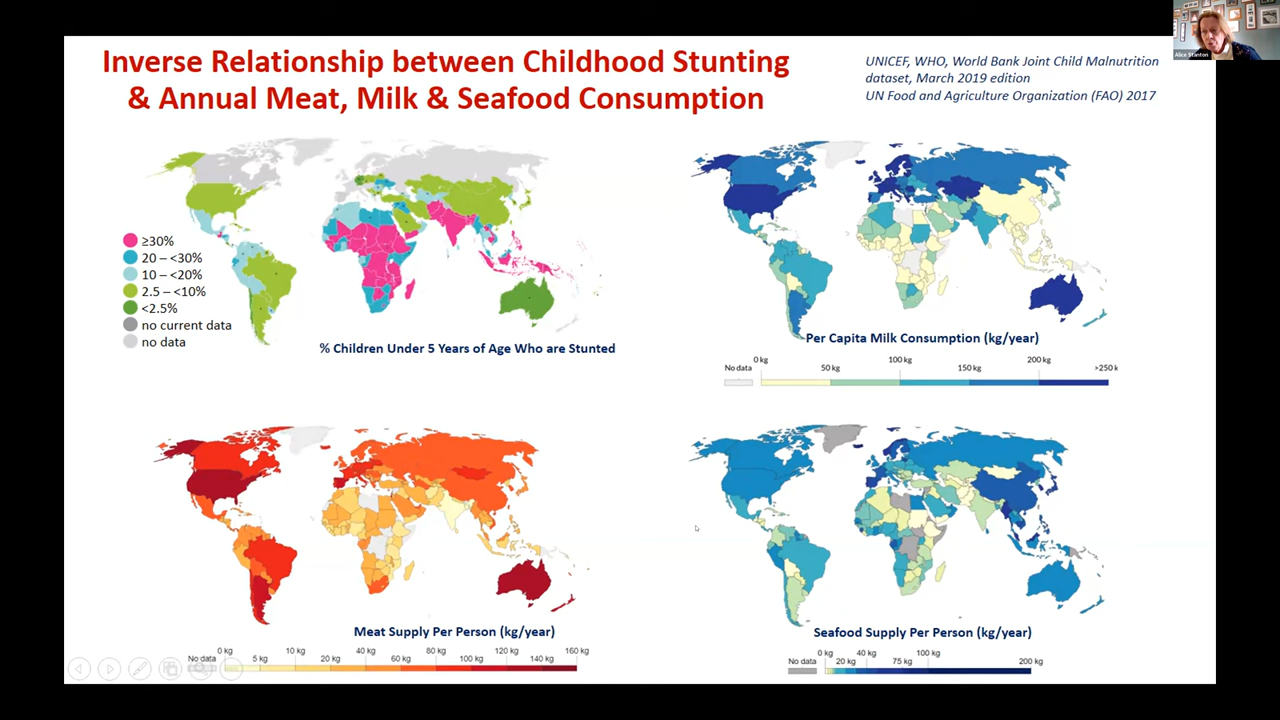 Inverse Relationship between Childhood Stunting
& Annual Meat, Milk & Seafood Consumption
UNICEF, WHO, World Bank Joint Child Malnutrition
dataset, March 2019 edition
UN Food and Agriculture Organization (FAO) 2017
Alice Stanton
≥30%
20 – <30%
10 – <20%
2.5 – <10%
<2.5%
no current data
no data
% Children Under 5 Years of Age Who are Stunted
Per Capita Milk Consumption (kg/year)
No data
0 kg
50 kg
100 kg
150 kg
200 kg
>250 k
Meat Supply Per Person (kg/year)
No data
0 kg
5 kg
10 kg
20 kg
40 kg
60 kg
80 kg
100 kg
120 kg
140 kg
160 kg
Seafood Supply Per Person (kg/year)
No data
0 kg
20 kg
40 kg
75 kg
100 kg
200 kg